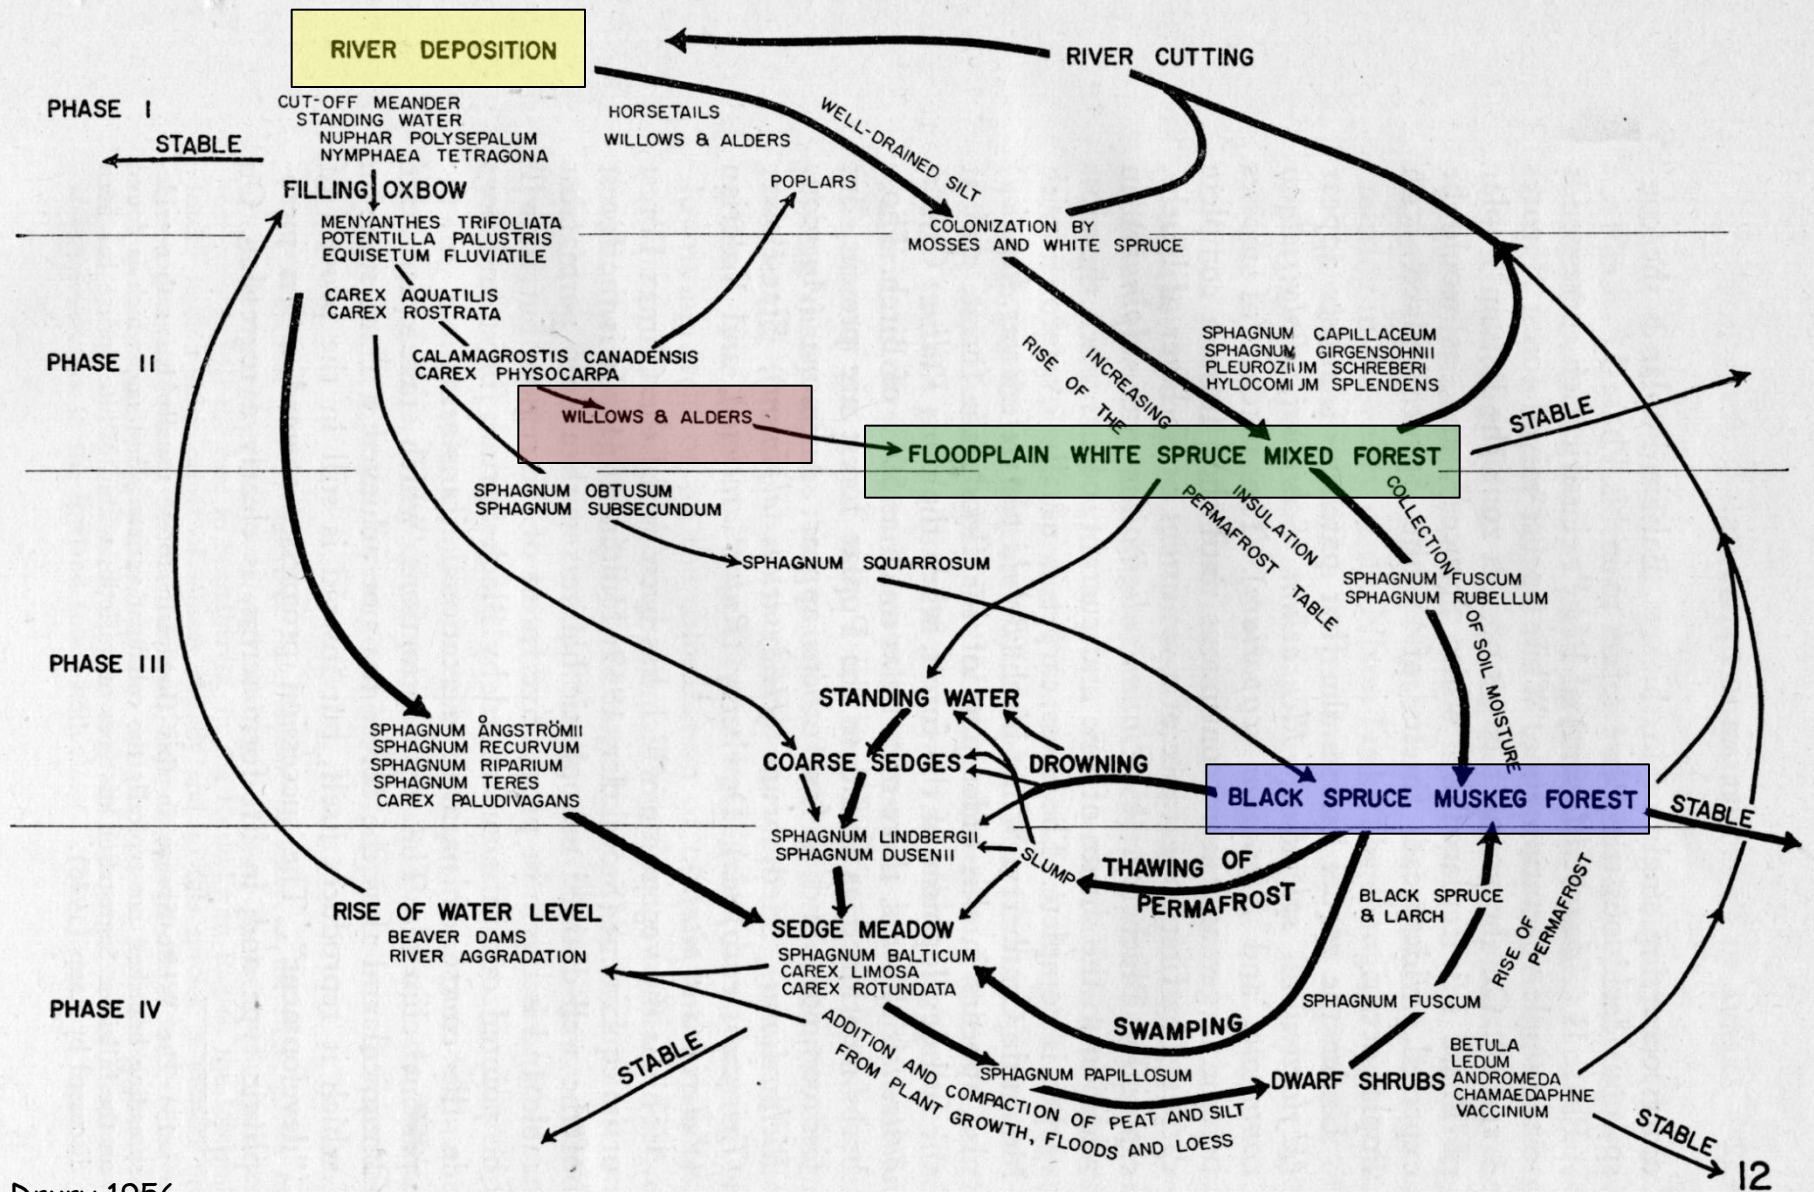 RIVER DEPOSITION
RIVER CUTTING
PHASE I
CUT-OFF MEANDER
STANDING WATER
NUPHAR POLYSEPALUM
NYMPHAEA TETRAGONA
STABLE
HORSETAILS
WILLOWS & ALDERS
WELL-DRAINED SILT
POPLARS
FILLING OXBOW
MENYANTHES TRIFOLIATA
POTENTILLA PALUSTRIS
EQUISETUM FLUVIATILE
COLONIZATION BY
MOSSES AND WHITE SPRUCE
CAREX AQUATILIS
CAREX ROSTRATA
PHASE II
CALAMAGROSTIS CANADENSIS
CAREX PHYSOCARPA
WILLOWS & ALDERS
SPHAGNUM CAPILLACEUM
SPHAGNUM GIRGENSOHNII
PLEUROZIUM SCHREBERI
HYLOCOMIUM SPLENDENS
INCREASING INSULATION
RISE OF THE PERMAFROST TABLE
STABLE
FLOODPLAIN WHITE SPRUCE MIXED FOREST
SPHAGNUM OBTUSUM
SPHAGNUM SUBSECUNDUM
SPHAGNUM SQUARROSUM
COLLECTION OF SOIL MOISTURE
SPHAGNUM FUSCUM
SPHAGNUM RUBELLUM
PHASE III
STANDING WATER
COARSE SEDGES
DROWNING
BLACK SPRUCE MUSKEG FOREST
STABLE
SPHAGNUM ÅNGSTRÖMII
SPHAGNUM RECURVUM
SPHAGNUM RIPARIUM
SPHAGNUM TERES
CAREX PALUDIVAGANS
SPHAGNUM LINDBERGII
SPHAGNUM DUSENII
SLUMP
THAWING OF
PERMAFROST
BLACK SPRUCE
& LARCH
RISE OF
PERMAFROST
RISE OF WATER LEVEL
BEAVER DAMS
RIVER AGGRADATION
SEDGE MEADOW
SPHAGNUM BALTICUM
CAREX LIMOSA
CAREX ROTUNDATA
PHASE IV
SPHAGNUM FUSCUM
SWAMPING
STABLE
ADDITION AND COMPACTION OF PEAT AND SILT
FROM PLANT GROWTH, FLOODS AND LOESS
SPHAGNUM PAPILLOSUM
DWARF SHRUBS
BETULA
LEDUM
ANDROMEDA
CHAMAEDAPHNE
VACCINIUM
STABLE
12
Drury 1956